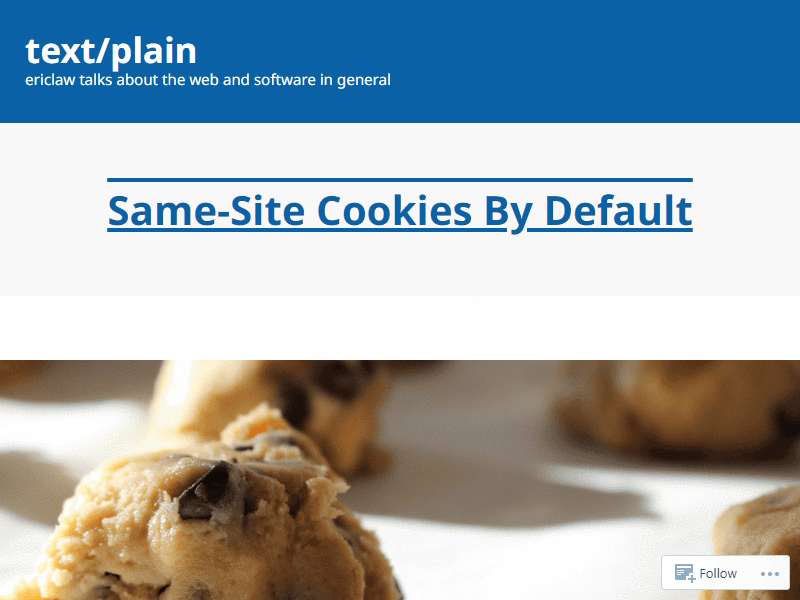 text/plain
ericlaw talks about the web and software in general
Same-Site Cookies By Default
Follow